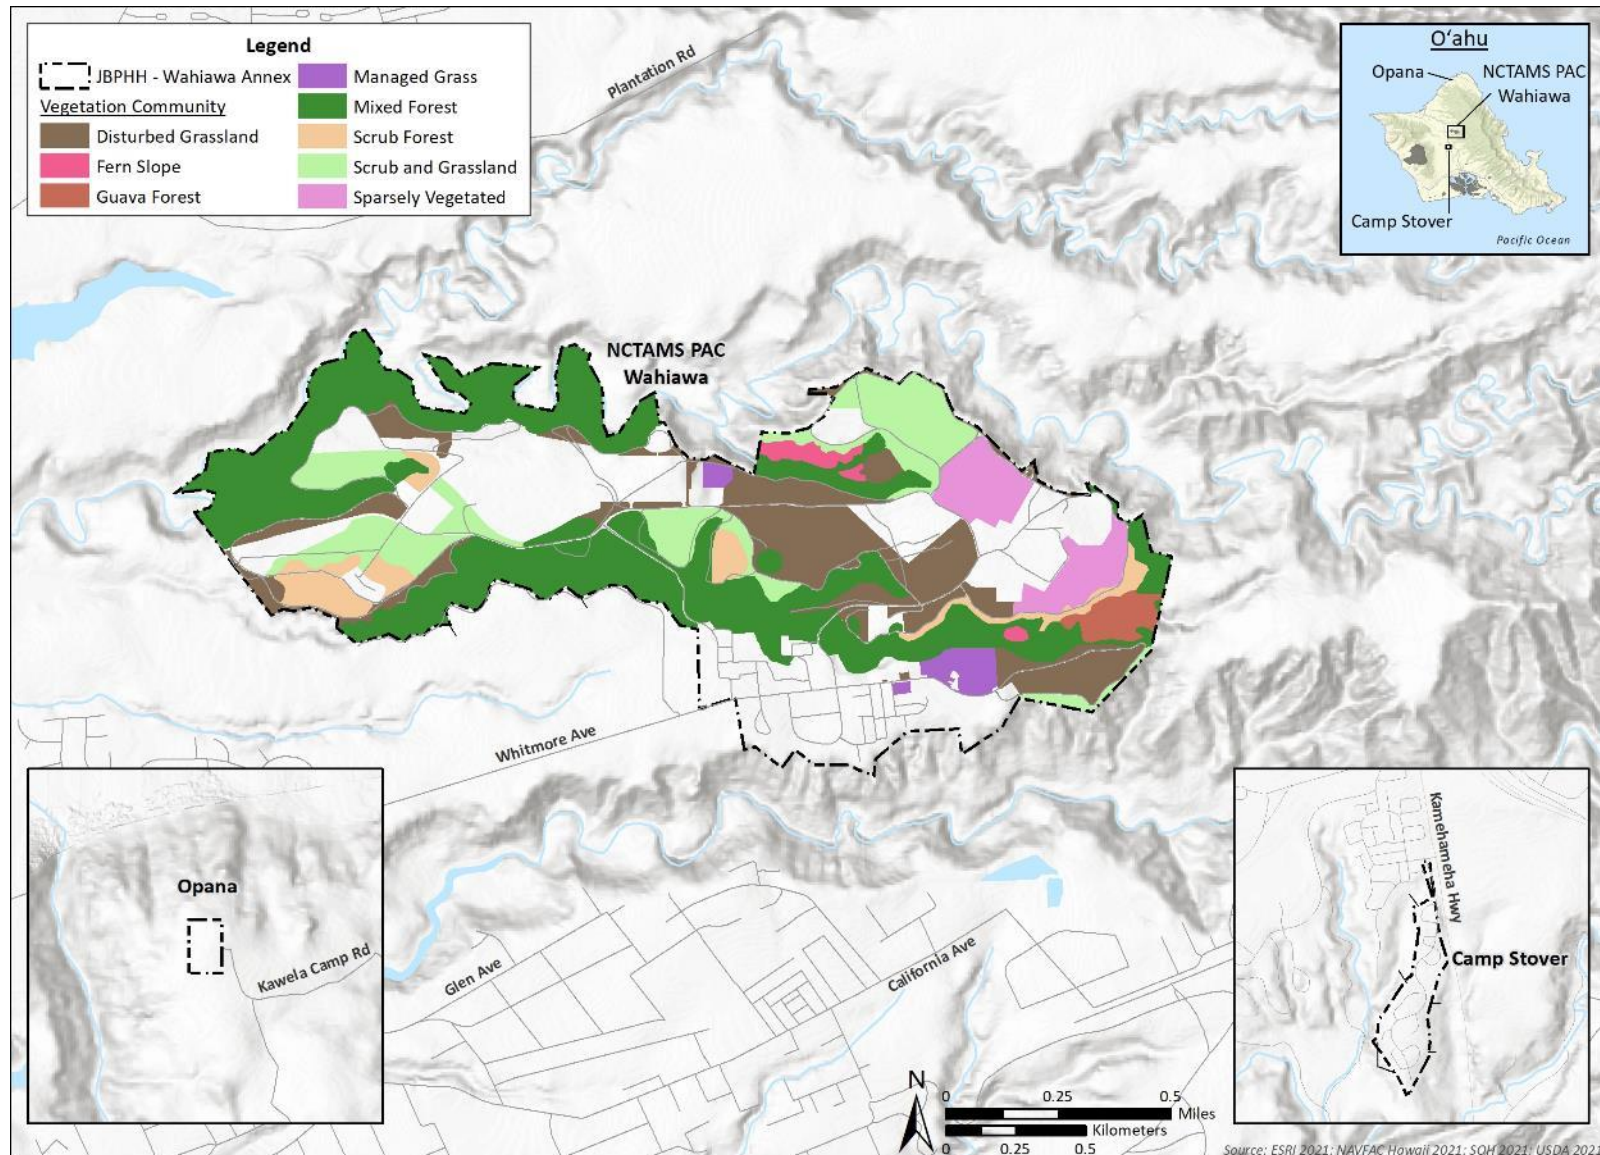 Legend
JBPHH - Wahiawa Annex
Vegetation Community
Disturbed Grassland
Fern Slope
Guava Forest
Managed Grass
Mixed Forest
Scrub Forest
Scrub and Grassland
Sparsely Vegetated
Plantation Rd
Oʻahu
Opana
NCTAMS PAC
Wahiawa
Camp Stover
Pacific Ocean
NCTAMS PAC
Wahiawa
Whitmore Ave
Opana
Kawela Camp Rd
Glen Ave
California Ave
Kamehameha Hwy
Camp Stover
N
0 0.25 0.5
Miles
Kilometers
0 0.25 0.5
Source: ESRI 2021; NAVFAC Hawaii 2021; SOH 2021; USDA 2021